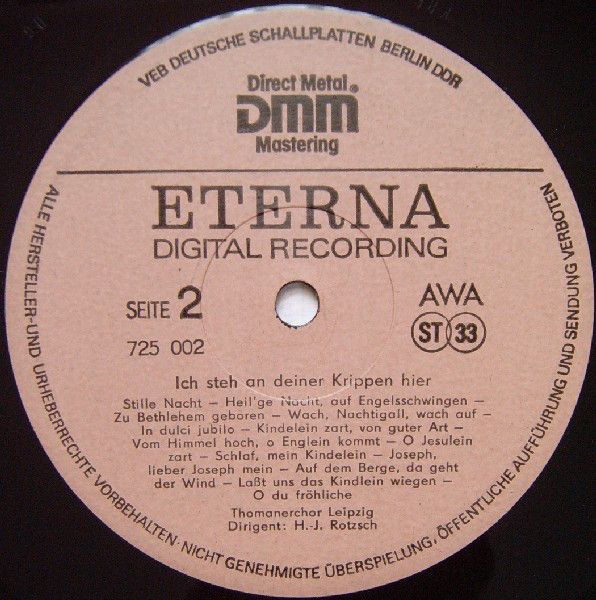 VEB DEUTSCHE SCHALLPLATTEN BERLIN DDR
Direct Metal
DMM®
Mastering
ETERNA
DIGITAL RECORDING
SEITE 2
AWA
725 002
ST 33
Ich steh an deiner Krippen hier
Stille Nacht – Heil'ge Nacht, auf Engelsschwingen –
Zu Bethlehem geboren – Wach, Nachtigall, wach auf –
In dulci jubilo – Kindelein zart, von guter Art –
Vom Himmel hoch, o Englein kommt – O Jesulein
zart – Schlaf, mein Kindelein – Joseph,
lieber Joseph mein – Auf dem Berge, da geht
der Wind – Laßt uns das Kindlein wiegen –
O du fröhliche
Thomanerchor Leipzig
Dirigent: H.-J. Rotzsch
ALLE HERSTELLER-UND URHEBERRECHTE VORBEHALTEN·NICHT GENEHMIGTE ÜBERSPIELUNG, ÖFFENTLICHE AUFFÜHRUNG UND SENDUNG VERBOTEN